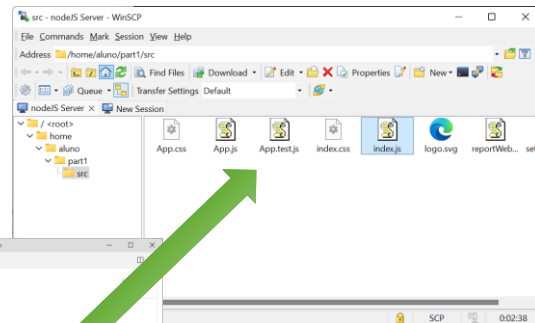 src - nodeJS Server - WinSCP
File Commands Mark Session View Help
Address /home/aluno/part1/src
Find Files Download Edit Properties New
Queue Transfer Settings Default
nodeJS Server × New Session
/ <root>
home
aluno
part1
src
App.css App.js App.test.js index.css index.js logo.svg reportWeb...
SCP 0:02:38